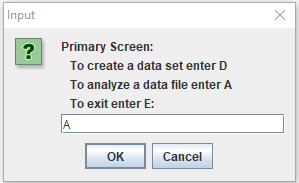 Input
Primary Screen:
To create a data set enter D
To analyze a data file enter A
To exit enter E:
A
OK Cancel